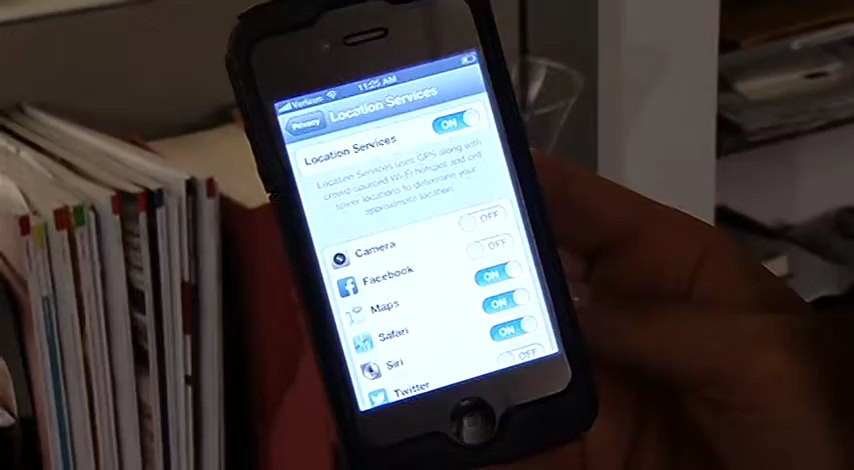 Verizon 11:25 AM
Privacy Location Services
Location Services ON
Location Services uses GPS along with
crowd-sourced Wi-Fi hotspot and cell
tower locations to determine your
approximate location.
Camera OFF
Facebook OFF
Maps ON
Safari ON
Siri ON
Twitter OFF